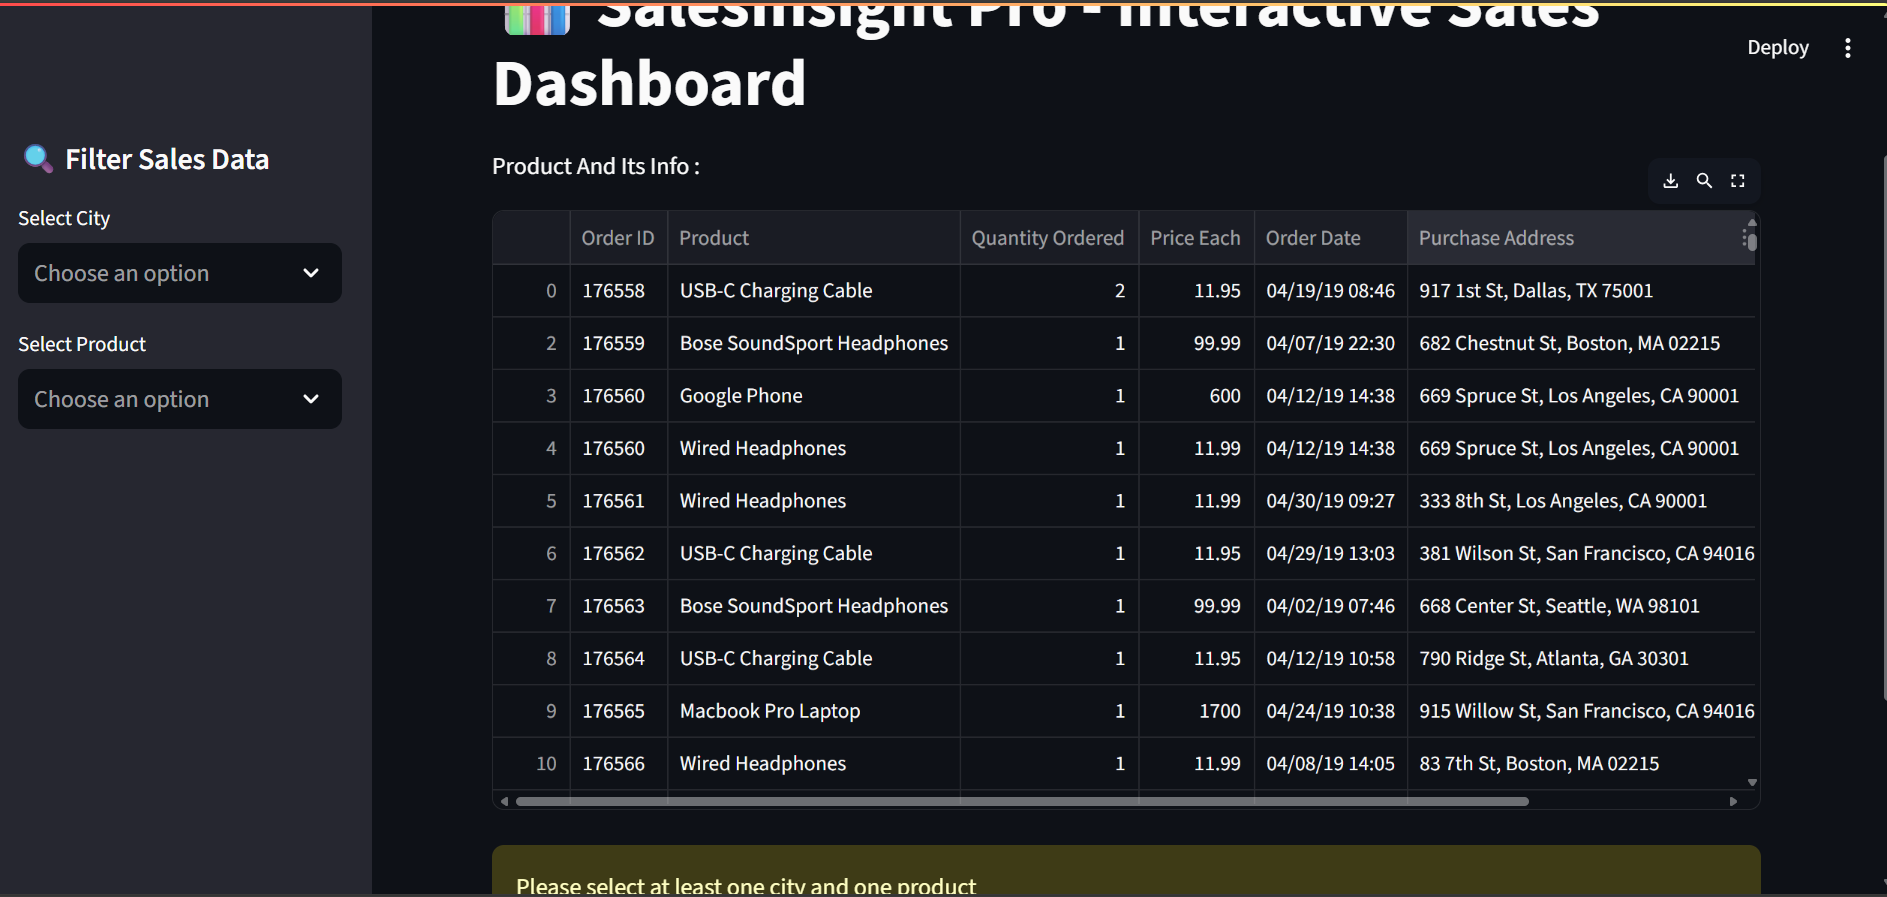 SalesInsight Pro - Interactive Sales
Dashboard
Deploy
Filter Sales Data
Select City
Choose an option
Select Product
Choose an option
Product And Its Info :
Order ID Product Quantity Ordered Price Each Order Date Purchase Address
0 176558 USB-C Charging Cable 2 11.95 04/19/19 08:46 917 1st St, Dallas, TX 75001
2 176559 Bose SoundSport Headphones 1 99.99 04/07/19 22:30 682 Chestnut St, Boston, MA 02215
3 176560 Google Phone 1 600 04/12/19 14:38 669 Spruce St, Los Angeles, CA 90001
4 176560 Wired Headphones 1 11.99 04/12/19 14:38 669 Spruce St, Los Angeles, CA 90001
5 176561 Wired Headphones 1 11.99 04/30/19 09:27 333 8th St, Los Angeles, CA 90001
6 176562 USB-C Charging Cable 1 11.95 04/29/19 13:03 381 Wilson St, San Francisco, CA 94016
7 176563 Bose SoundSport Headphones 1 99.99 04/02/19 07:46 668 Center St, Seattle, WA 98101
8 176564 USB-C Charging Cable 1 11.95 04/12/19 10:58 790 Ridge St, Atlanta, GA 30301
9 176565 Macbook Pro Laptop 1 1700 04/24/19 10:38 915 Willow St, San Francisco, CA 94016
10 176566 Wired Headphones 1 11.99 04/08/19 14:05 83 7th St, Boston, MA 02215
Please select at least one city and one product